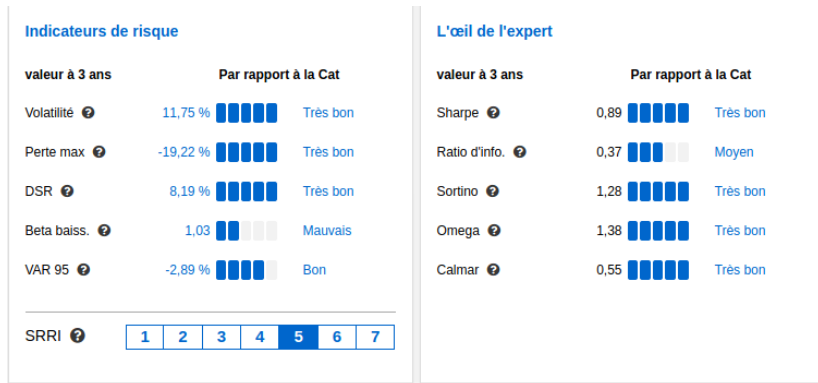 Indicateurs de risque
valeur à 3 ans Par rapport à la Cat
Volatilité ? 11,75 % Très bon
Perte max ? -19,22 % Très bon
DSR ? 8,19 % Très bon
Beta baiss. ? 1,03 Mauvais
VAR 95 ? -2,89 % Bon
SRRI ? 1 2 3 4 5 6 7
L'œil de l'expert
valeur à 3 ans Par rapport à la Cat
Sharpe ? 0,89 Très bon
Ratio d'info. ? 0,37 Moyen
Sortino ? 1,28 Très bon
Omega ? 1,38 Très bon
Calmar ? 0,55 Très bon